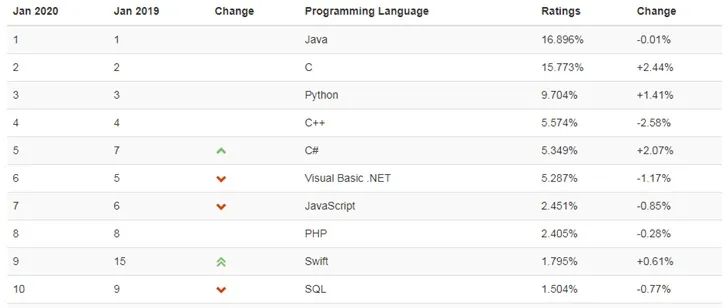 Jan 2020 Jan 2019 Change Programming Language Ratings Change
1 1 Java 16.896% -0.01%
2 2 C 15.773% +2.44%
3 3 Python 9.704% +1.41%
4 4 C++ 5.574% -2.58%
5 7 C# 5.349% +2.07%
6 5 Visual Basic .NET 5.287% -1.17%
7 6 JavaScript 2.451% -0.85%
8 8 PHP 2.405% -0.28%
9 15 Swift 1.795% +0.61%
10 9 SQL 1.504% -0.77%